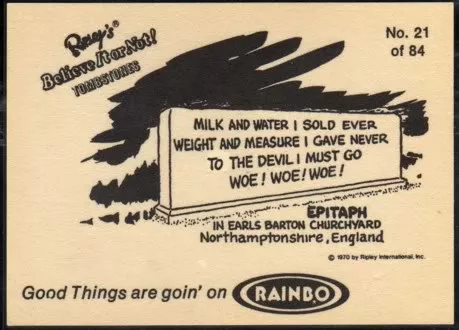 Ripley's®
Believe It or Not!
TOMBSTONES
No. 21
of 84
MILK AND WATER I SOLD EVER
WEIGHT AND MEASURE I GAVE NEVER
TO THE DEVIL I MUST GO
WOE! WOE! WOE!
EPITAPH
IN EARLS BARTON CHURCHYARD
Northamptonshire, England
© 1970 by Ripley International, Inc.
Good Things are goin' on RAINBO